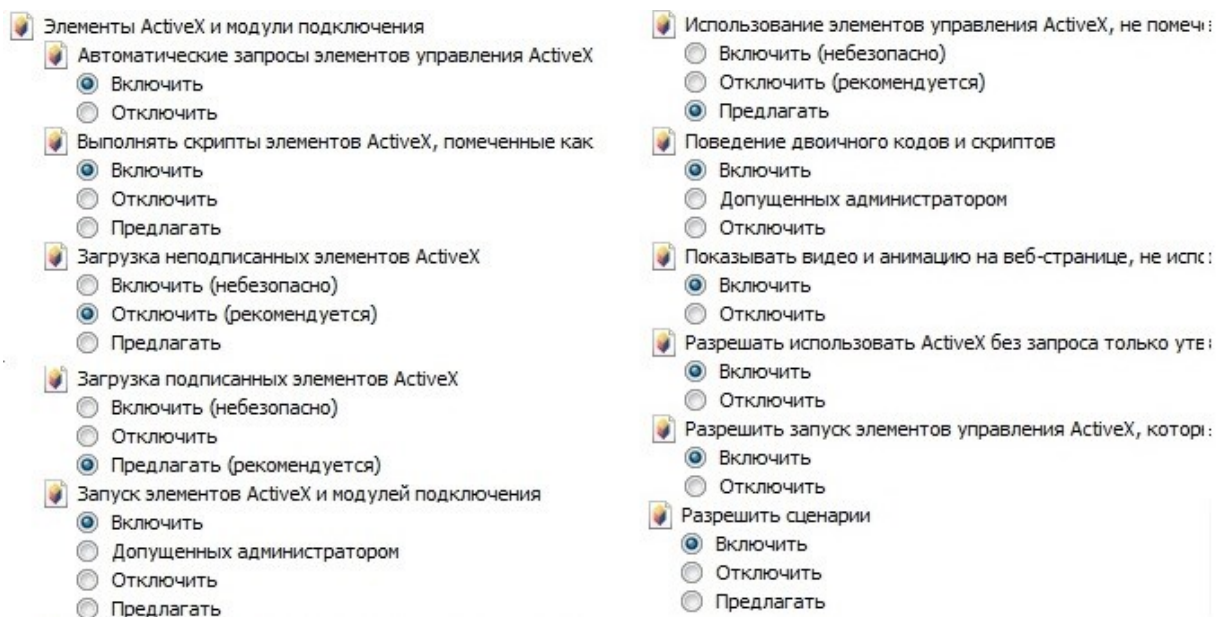 Элементы ActiveX и модули подключения
Автоматические запросы элементов управления ActiveX
Включить
Отключить
Выполнять скрипты элементов ActiveX, помеченные как
Включить
Отключить
Предлагать
Загрузка неподписанных элементов ActiveX
Включить (небезопасно)
Отключить (рекомендуется)
Предлагать
Загрузка подписанных элементов ActiveX
Включить (небезопасно)
Отключить
Предлагать (рекомендуется)
Запуск элементов ActiveX и модулей подключения
Включить
Допущенных администратором
Отключить
Предлагать
Использование элементов управления ActiveX, не
Включить (небезопасно)
Отключить (рекомендуется)
Предлагать
Поведение двоичного кодов и скриптов
Включить
Допущенных администратором
Отключить
Показывать видео и анимацию на веб-странице, не
Включить
Отключить
Разрешать использовать ActiveX без запроса только
Включить
Отключить
Разрешить запуск элементов управления ActiveX,
Включить
Отключить
Разрешить сценарии
Включить
Отключить
Предлагать